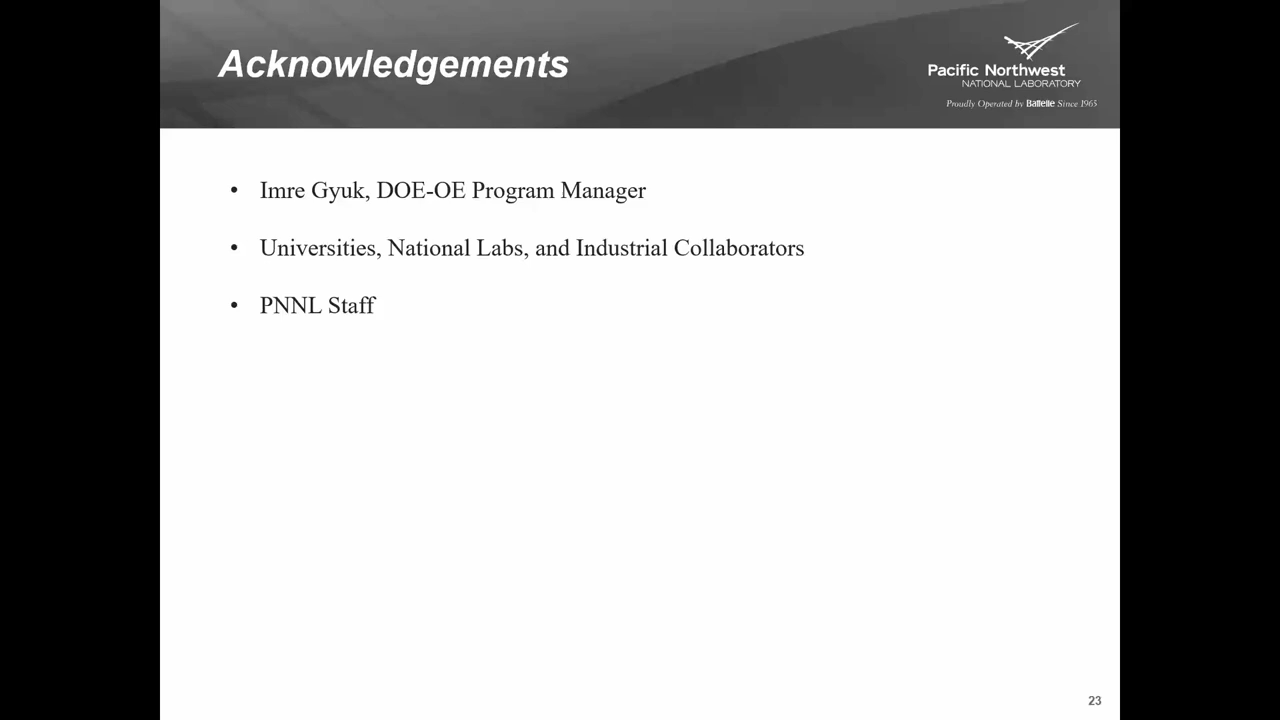 Acknowledgements
Pacific Northwest
NATIONAL LABORATORY
Proudly Operated by Battelle Since 1965
• Imre Gyuk, DOE-OE Program Manager
• Universities, National Labs, and Industrial Collaborators
• PNNL Staff
23